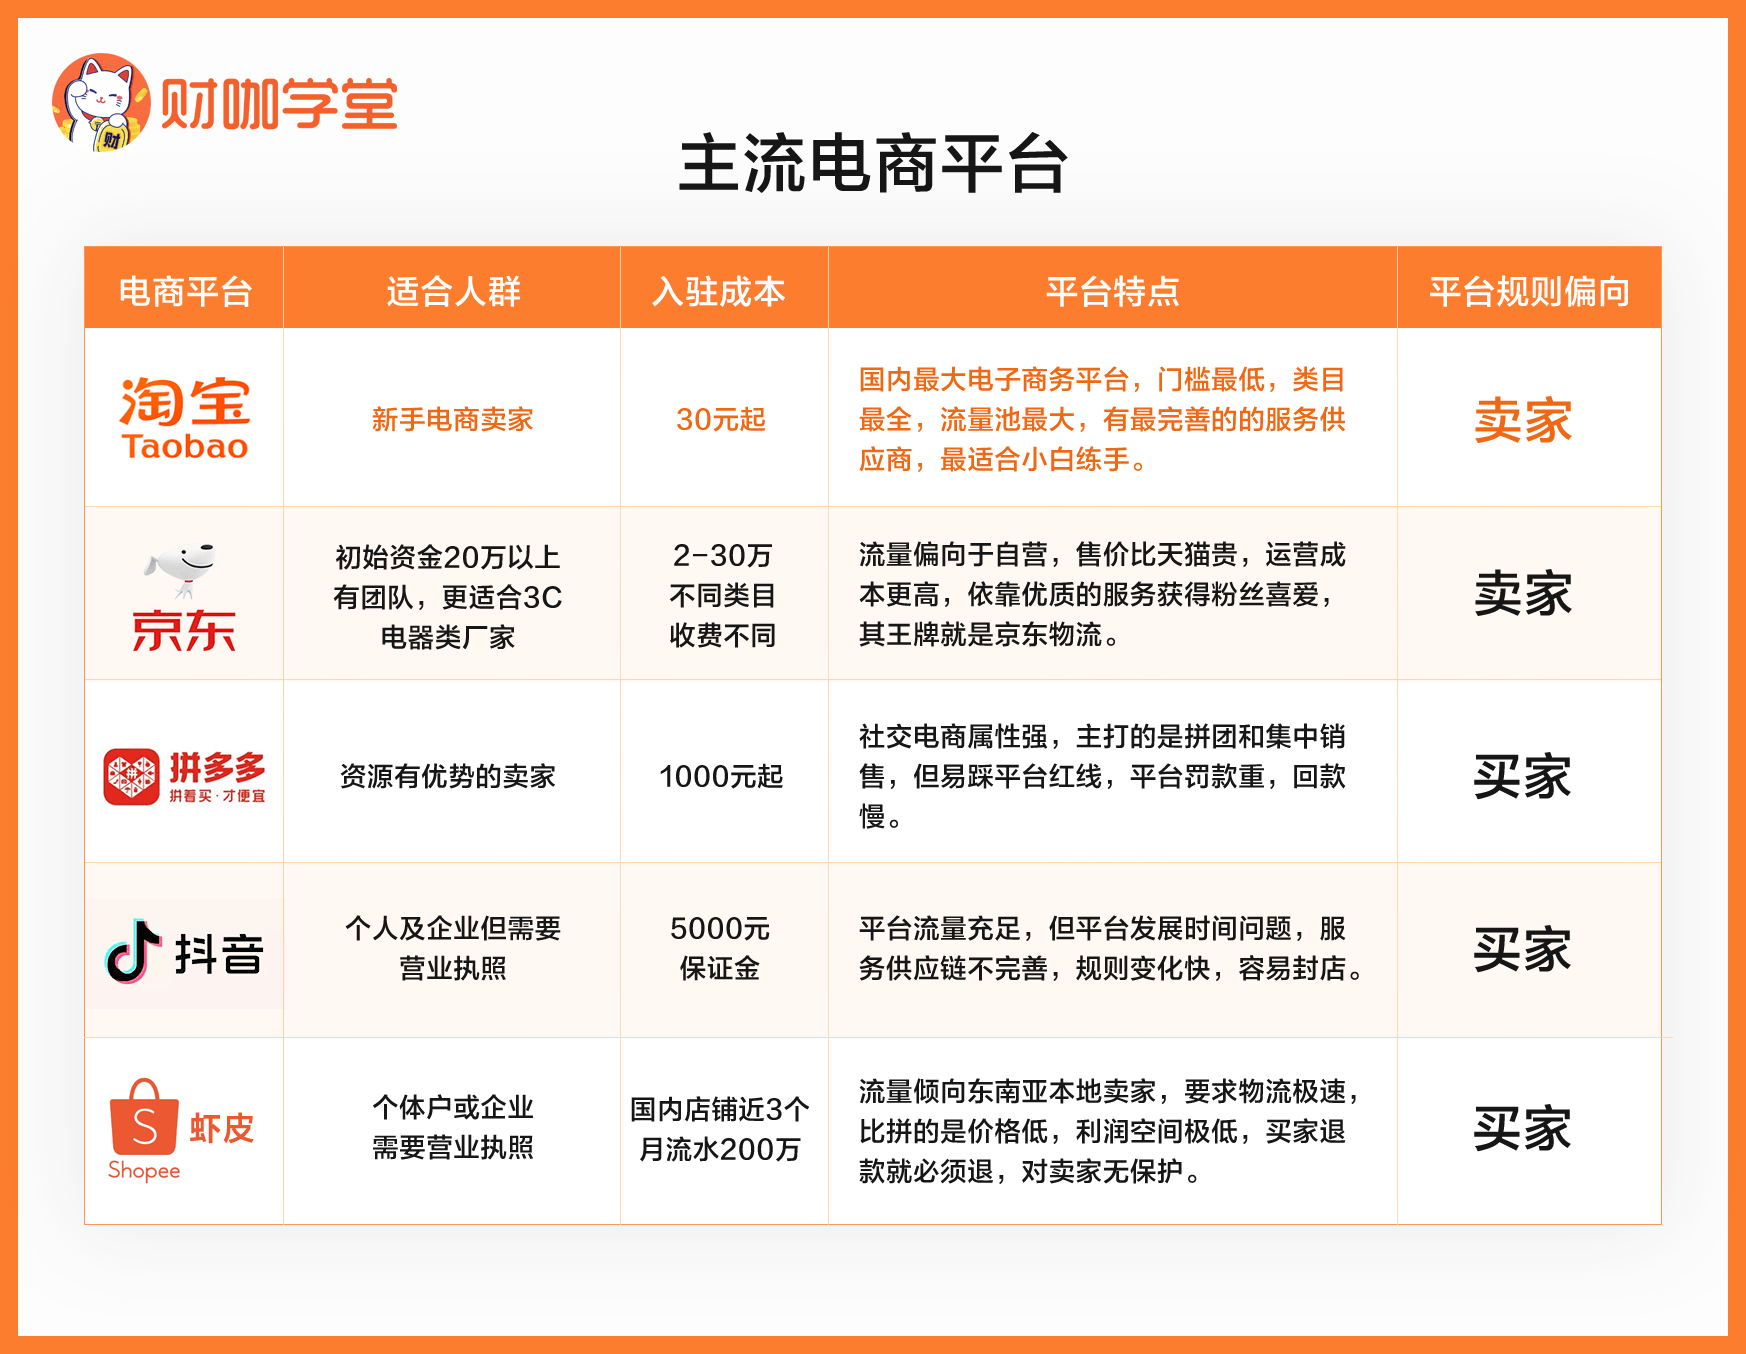 财咖学堂
财
主流电商平台
电商平台
适合人群
入驻成本
平台特点
平台规则偏向
淘宝
Taobao
新手电商卖家
30元起
国内最大电子商务平台，门槛最低，类目
最全，流量池最大，有最完善的的服务供
应商，最适合小白练手。
卖家
京东
初始资金20万以上
有团队，更适合3C
电器类厂家
2-30万
不同类目
收费不同
流量偏向于自营，售价比天猫贵，运营成
本更高，依靠优质的服务获得粉丝喜爱，
其王牌就是京东物流。
卖家
拼
拼多多
拼着买·才便宜
资源有优势的卖家
1000元起
社交电商属性强，主打的是拼团和集中销
售，但易踩平台红线，平台罚款重，回款
慢。
买家
抖音
个人及企业但需要
营业执照
5000元
保证金
平台流量充足，但平台发展时间问题，服
务供应链不完善，规则变化快，容易封店。
买家
S
虾皮
Shopee
个体户或企业
需要营业执照
国内店铺近3个
月流水200万
流量倾向东南亚本地卖家，要求物流极速，
比拼的是价格低，利润空间极低，买家退
款就必须退，对卖家无保护。
买家